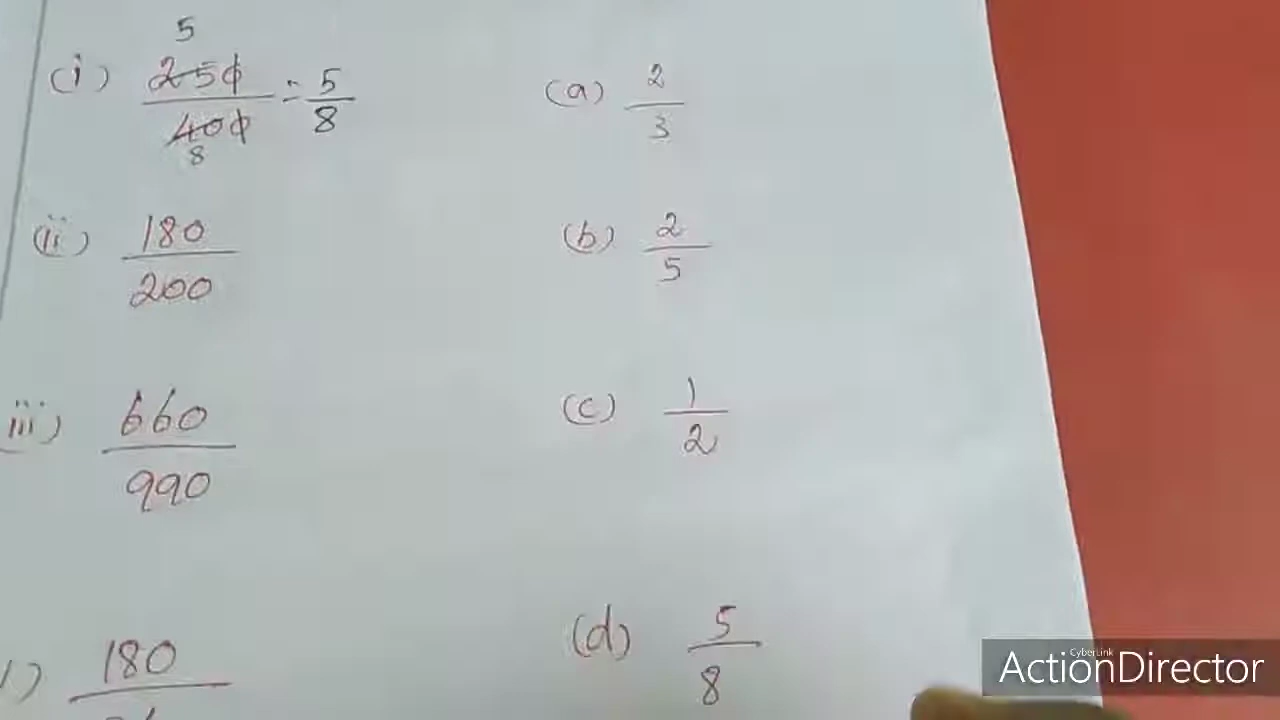 5
(i) 250/400 = 5/8 (a) 2/3
8
(ii) 180/200 (b) 2/5
(iii) 660/990 (c) 1/2
180 (d) 5/8
CyberLink
ActionDirector